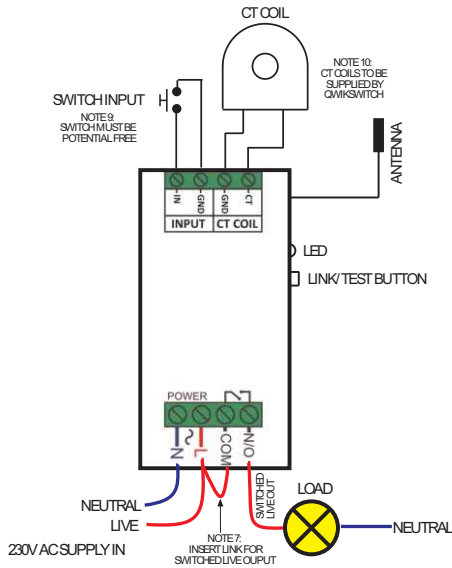 CT COIL
NOTE 10:
CT COILS TO BE
SUPPLIED BY
QWIKSWITCH
SWITCH INPUT
NOTE 9:
SWITCH MUST BE
POTENTIAL FREE
ANTENNA
IN
GND
GND
CT
INPUT
CT COIL
LED
LINK/TEST BUTTON
POWER
N
~
L
COM
N/O
SWITCHED
LIVE OUT
LOAD
NEUTRAL
LIVE
NEUTRAL
230V AC SUPPLY IN
NOTE 7:
INSERT LINK FOR
SWITCHED LIVE OUPUT